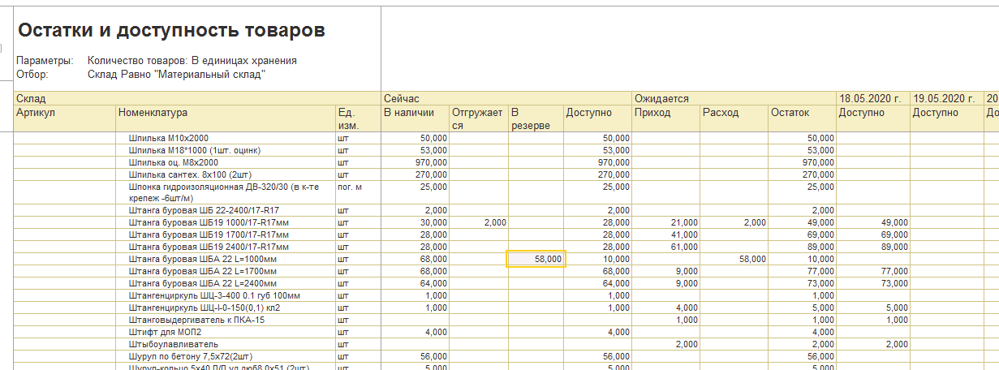 Остатки и доступность товаров
Параметры: Количество товаров: В единицах хранения
Отбор: Склад Равно "Материальный склад"
Склад Сейчас Ожидается 18.05.2020 г. 19.05.2020 г. 20
Артикул Номенклатура Ед. изм. В наличии Отгружает ся В резерве Доступно Приход Расход Остаток Доступно Доступно До
Шпилька М10х2000 шт 50,000 50,000 50,000
Шпилька М18*1000 (1шт. оцинк) шт 53,000 53,000 53,000
Шпилька оц. М8х2000 шт 970,000 970,000 970,000
Шпилька сантех. 8х100 (2шт) шт 270,000 270,000 270,000
Шпонка гидроизоляционная ДВ-320/30 (в к-те пог. м 25,000 25,000 25,000
крепеж -6шт/м)
Штанга буровая ШБ 22-2400/17-R17 шт 2,000 2,000 2,000
Штанга буровая ШБ19 1000/17-R17мм шт 30,000 2,000 28,000 21,000 2,000 49,000 49,000
Штанга буровая ШБ19 1700/17-R17мм шт 28,000 28,000 41,000 69,000 69,000
Штанга буровая ШБ19 2400/17-R17мм шт 28,000 28,000 61,000 89,000 89,000
Штанга буровая ШБА 22 L=1000мм шт 68,000 58,000 10,000 58,000 10,000
Штанга буровая ШБА 22 L=1700мм шт 68,000 68,000 9,000 77,000 77,000
Штанга буровая ШБА 22 L=2400мм шт 64,000 64,000 9,000 73,000 73,000
Штангенциркуль ШЦ-3-400 0.1 губ 100мм шт 1,000 1,000 1,000
Штангенциркуль ШЦ-I-0-150(0,1) кл2 шт 1,000 1,000 4,000 5,000 5,000
Штанговыдергиватель к ПКА-15 шт 1,000 1,000 1,000
Штифт для МОП2 шт 4,000 4,000 4,000
Штыбоулавливатель шт 2,000 2,000 2,000
Шуруп по бетону 7,5х72(2шт) шт 56,000 56,000 56,000
Шуруп-кольцо 5х40 П/П уд.дюб8,0х51 (2шт) шт 5,000 5,000 5,000